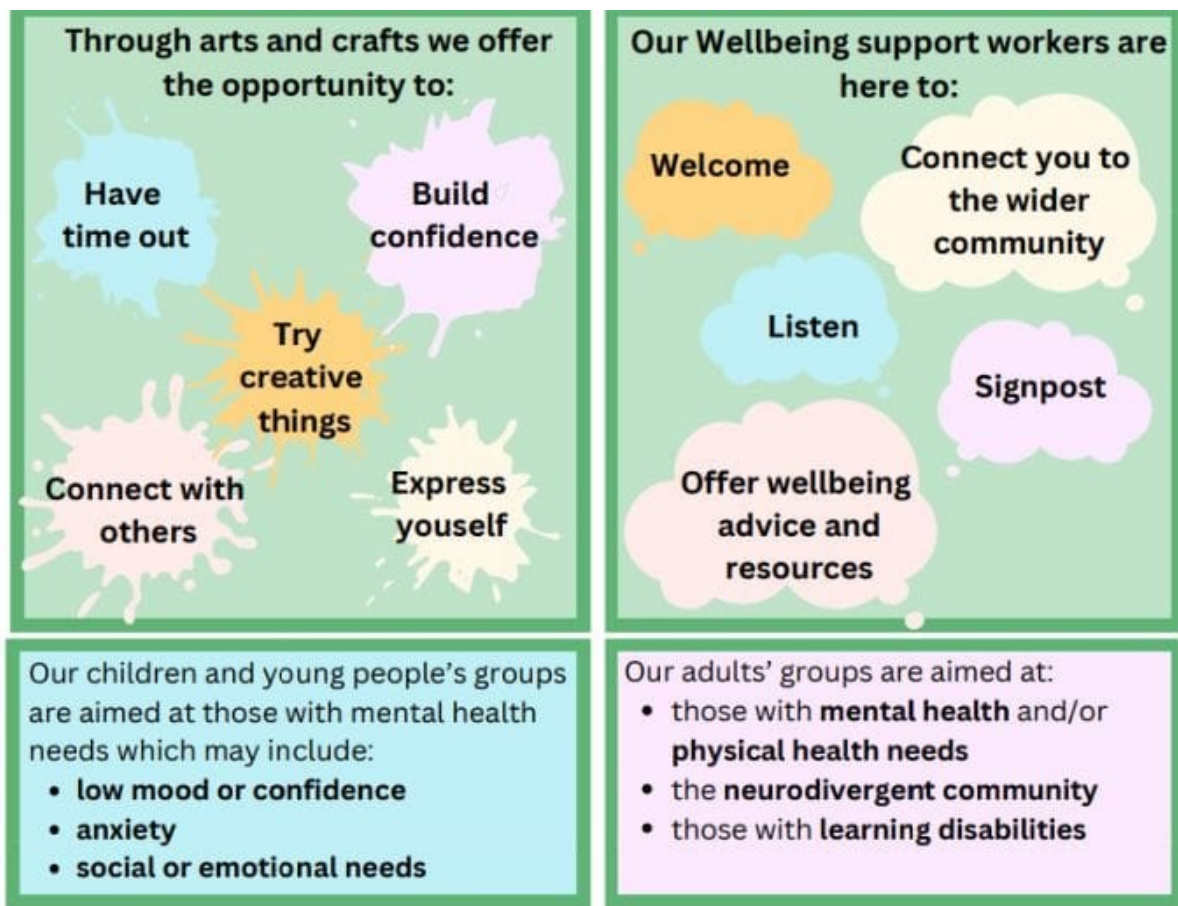 Through arts and crafts we offer
the opportunity to:
Have
time out
Build
confidence
Try
creative
things
Connect with
others
Express
youself
Our Wellbeing support workers are
here to:
Welcome
Connect you to
the wider
community
Listen
Signpost
Offer wellbeing
advice and
resources
Our children and young people’s groups
are aimed at those with mental health
needs which may include:
• low mood or confidence
• anxiety
• social or emotional needs
Our adults’ groups are aimed at:
• those with mental health and/or
physical health needs
• the neurodivergent community
• those with learning disabilities